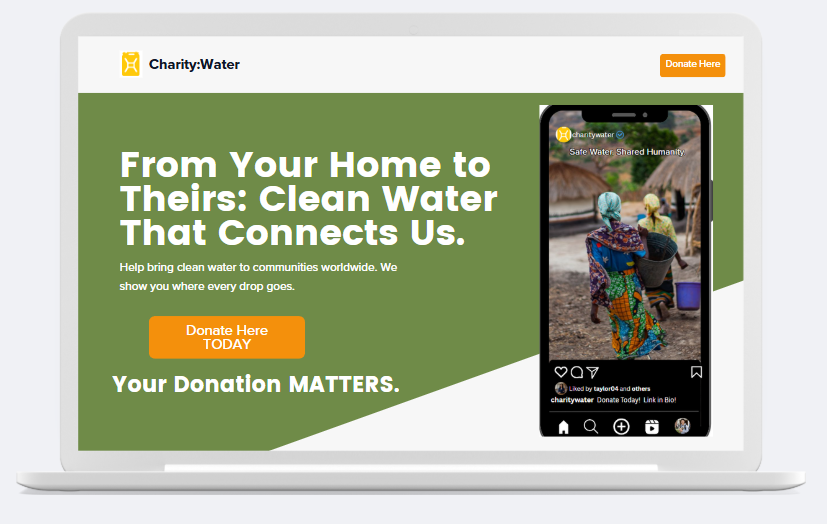 Charity:Water
Donate Here
From Your Home to
Theirs: Clean Water
That Connects Us.
Help bring clean water to communities worldwide. We
show you where every drop goes.
Donate Here
TODAY
Your Donation MATTERS.
charitywater
Safe Water. Shared Humanity
Liked by taylor04 and others
charitywater Donate Today! Link in Bio!